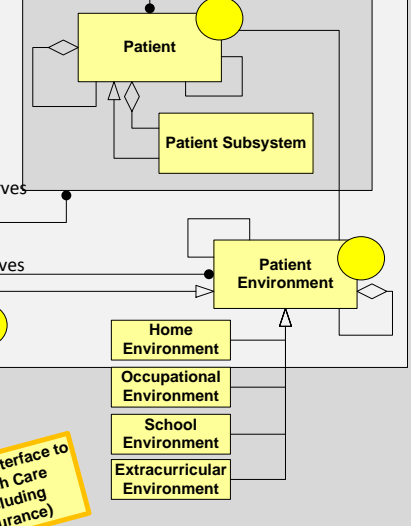 Patient
Patient Subsystem
ves
ves
Patient
Environment
Home
Environment
Occupational
Environment
School
Environment
Extracurricular
Environment
terface to
h Care
luding
urance)